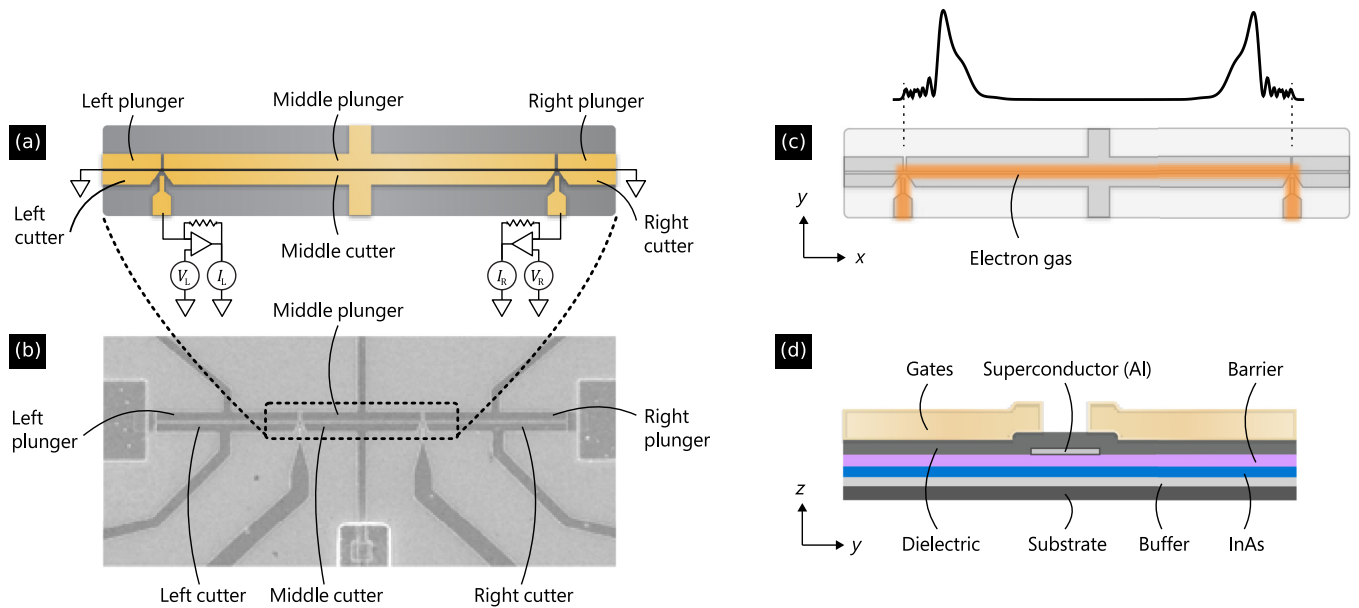 (a)
Left plunger
Middle plunger
Right plunger
Left
cutter
Middle cutter
Right
cutter
V_L
I_L
I_R
V_R
(b)
Middle plunger
Left
plunger
Right
plunger
Left cutter
Middle cutter
Right cutter
(c)
y
x
Electron gas
(d)
Gates
Superconductor (Al)
Barrier
z
y
Dielectric
Substrate
Buffer
InAs